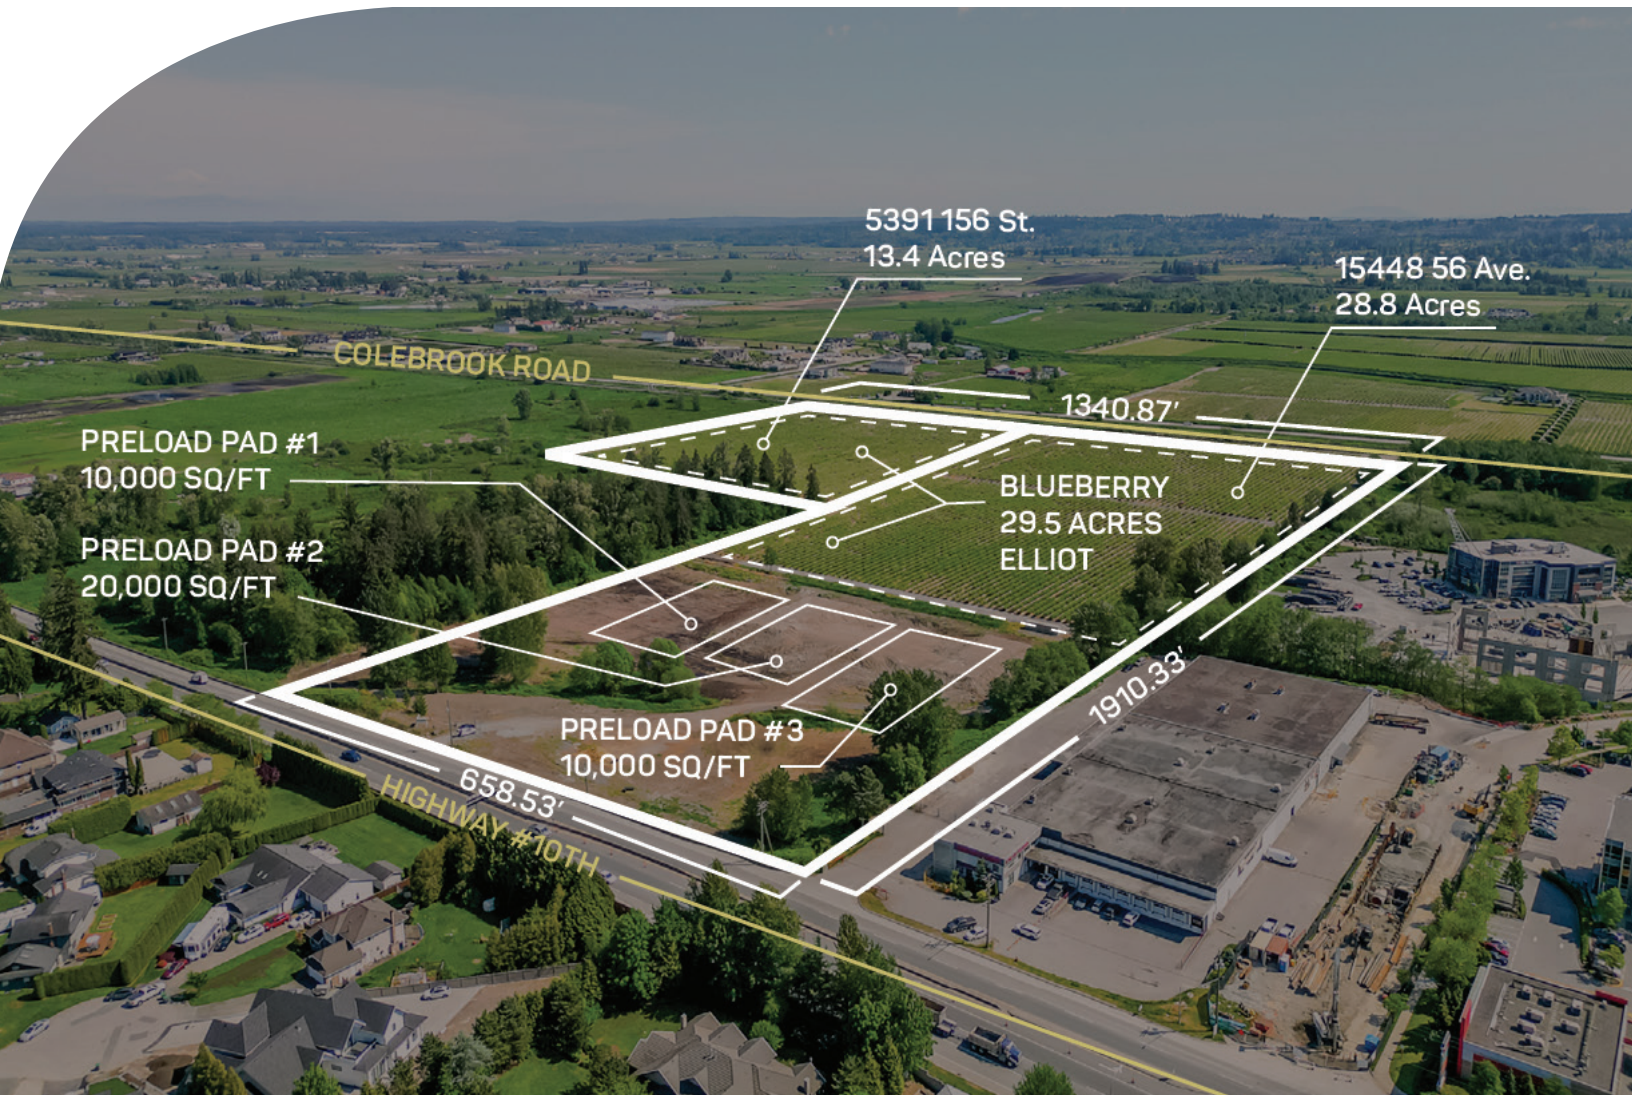 5391 156 St.
13.4 Acres
15448 56 Ave.
28.8 Acres
COLEBROOK ROAD
1340.87'
PRELOAD PAD #1
10,000 SQ/FT
BLUEBERRY
29.5 ACRES
ELLIOT
PRELOAD PAD #2
20,000 SQ/FT
1910.33'
PRELOAD PAD #3
10,000 SQ/FT
658.53'
HIGHWAY #10TH